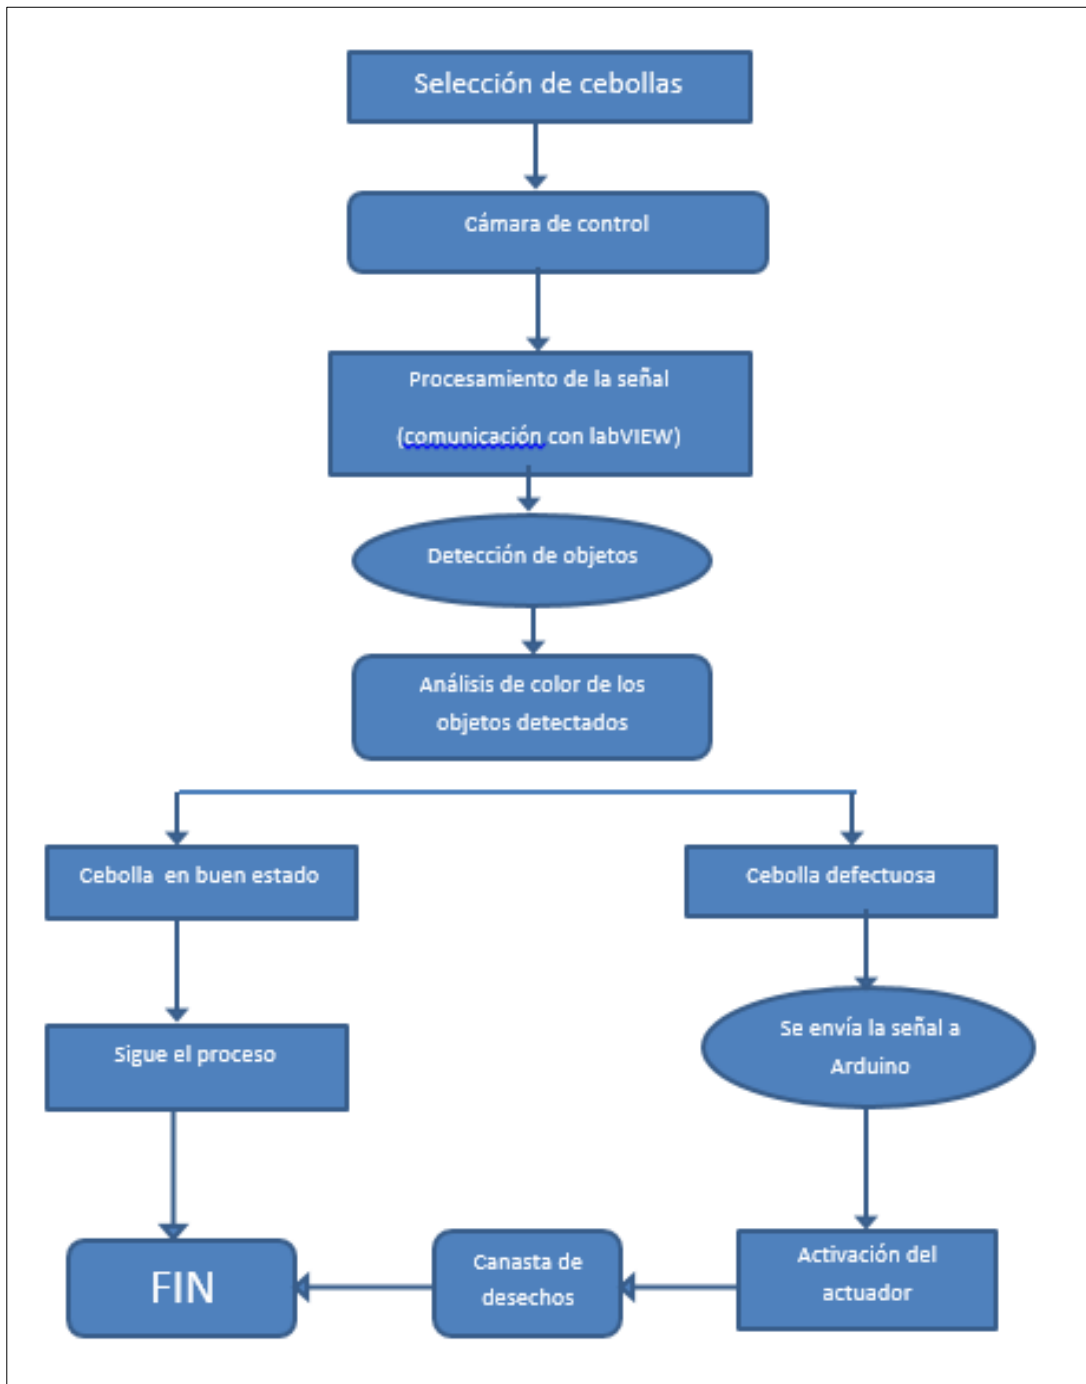 Selección de cebollas
Cámara de control
Procesamiento de la señal
(comunicación con labVIEW)
Detección de objetos
Análisis de color de los
objetos detectados
Cebolla en buen estado
Cebolla defectuosa
Sigue el proceso
Se envía la señal a
Arduino
FIN
Canasta de
desechos
Activación del
actuador